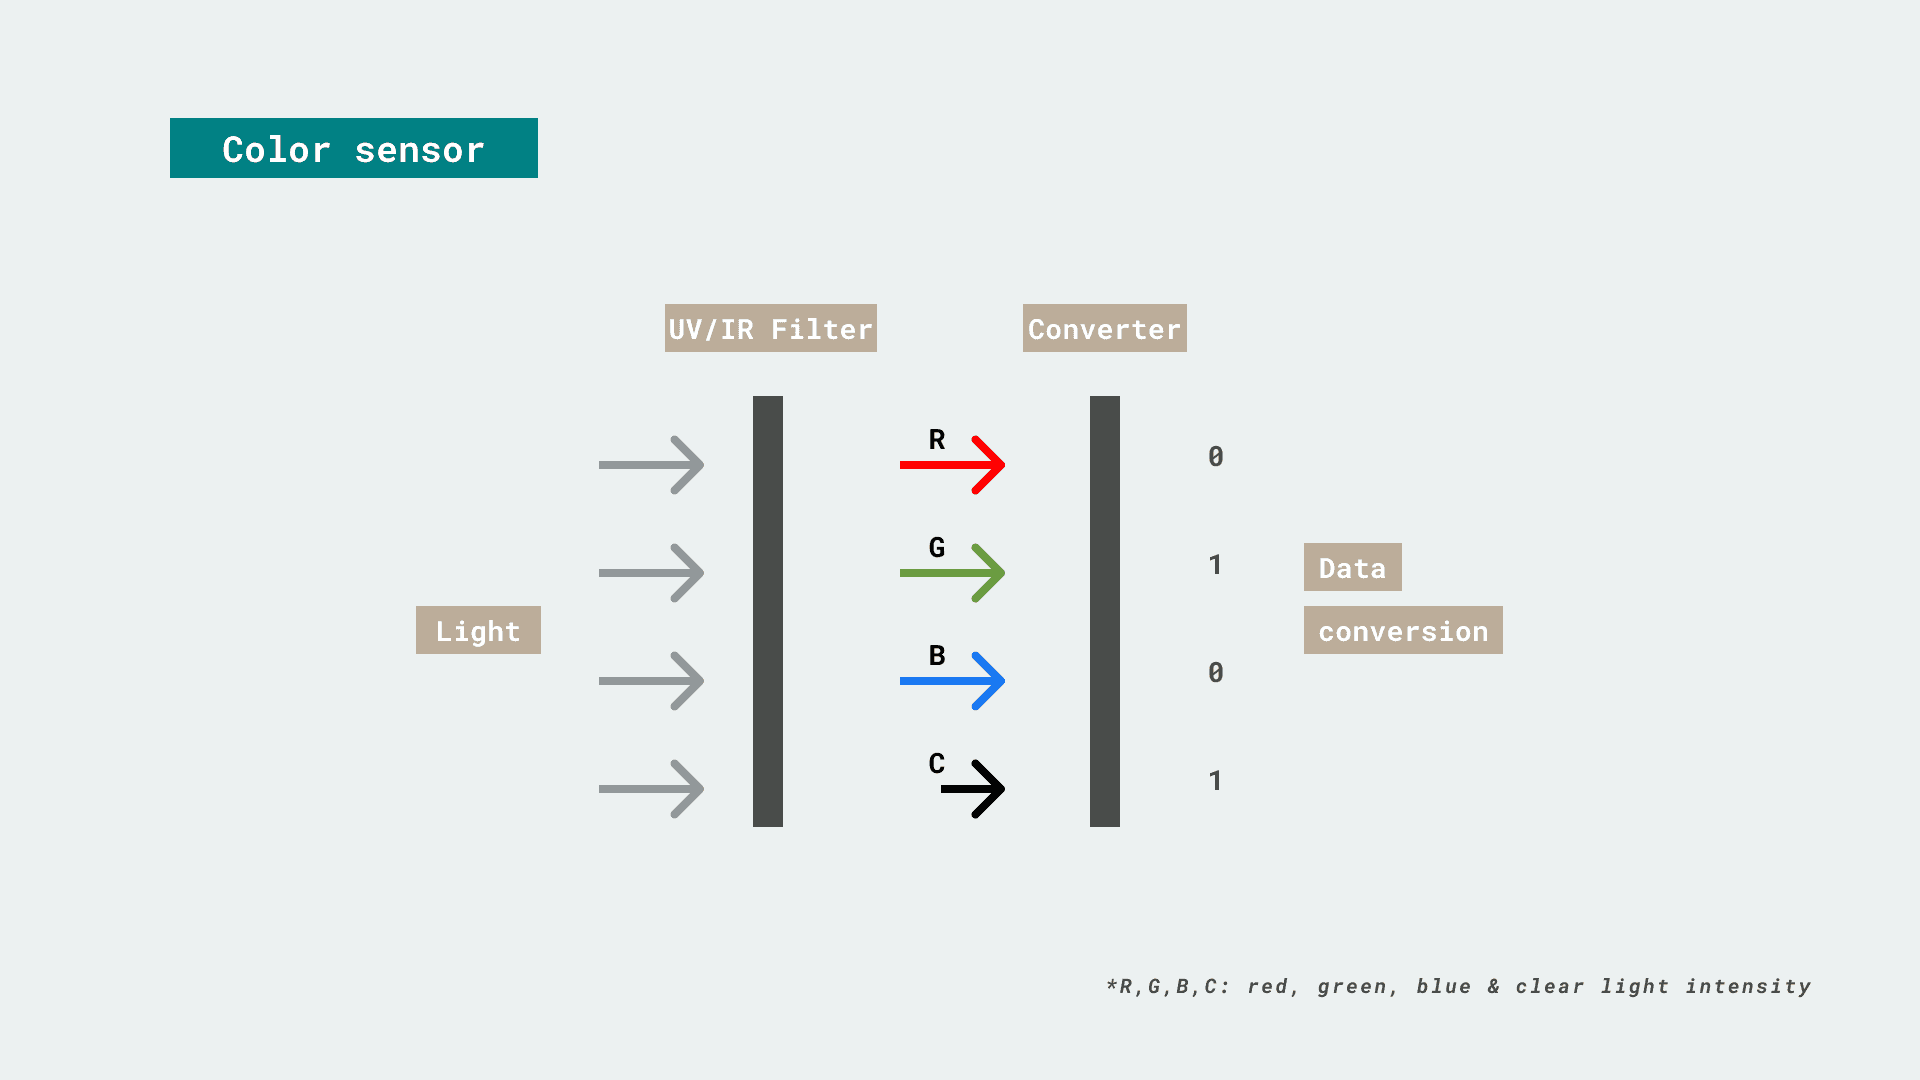 Color sensor
UV/IR Filter
Converter
R
0
G
1
Data
Light
conversion
B
0
C
1
*R,G,B,C: red, green, blue & clear light intensity